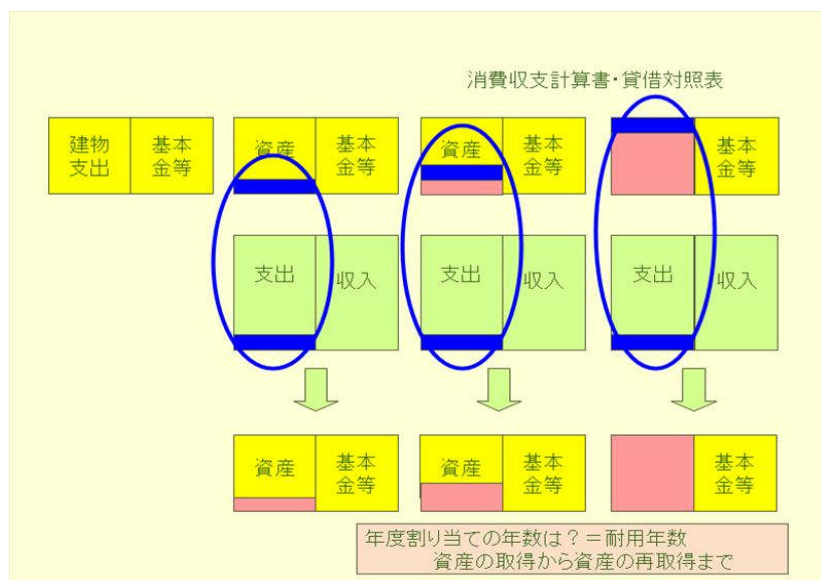 消費収支計算書・貸借対照表
建物
支出
基本
金等
資産
基本
金等
資産
基本
金等
基本
金等
支出
収入
支出
収入
支出
収入
資産
基本
金等
資産
基本
金等
基本
金等
年度割り当ての年数は？＝耐用年数
資産の取得から資産の再取得まで